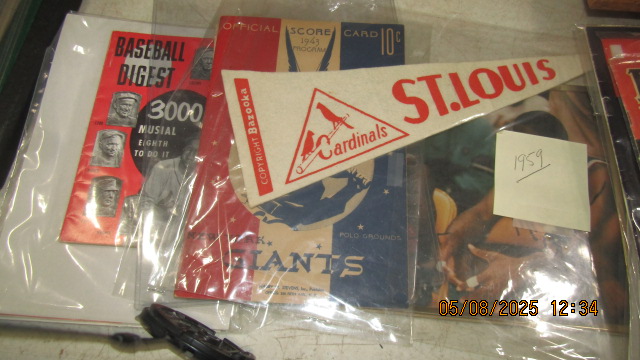 BASEBALL
DIGEST
3000
MUSIAL
EIGHTH
TO DO IT
OFFICIAL SCORE CARD 10¢
1943
PROGRAM
COPYRIGHT Bazooka
Cardinals
ST. LOUIS
1959
POLO GROUNDS
GIANTS
05/08/2025 12:34